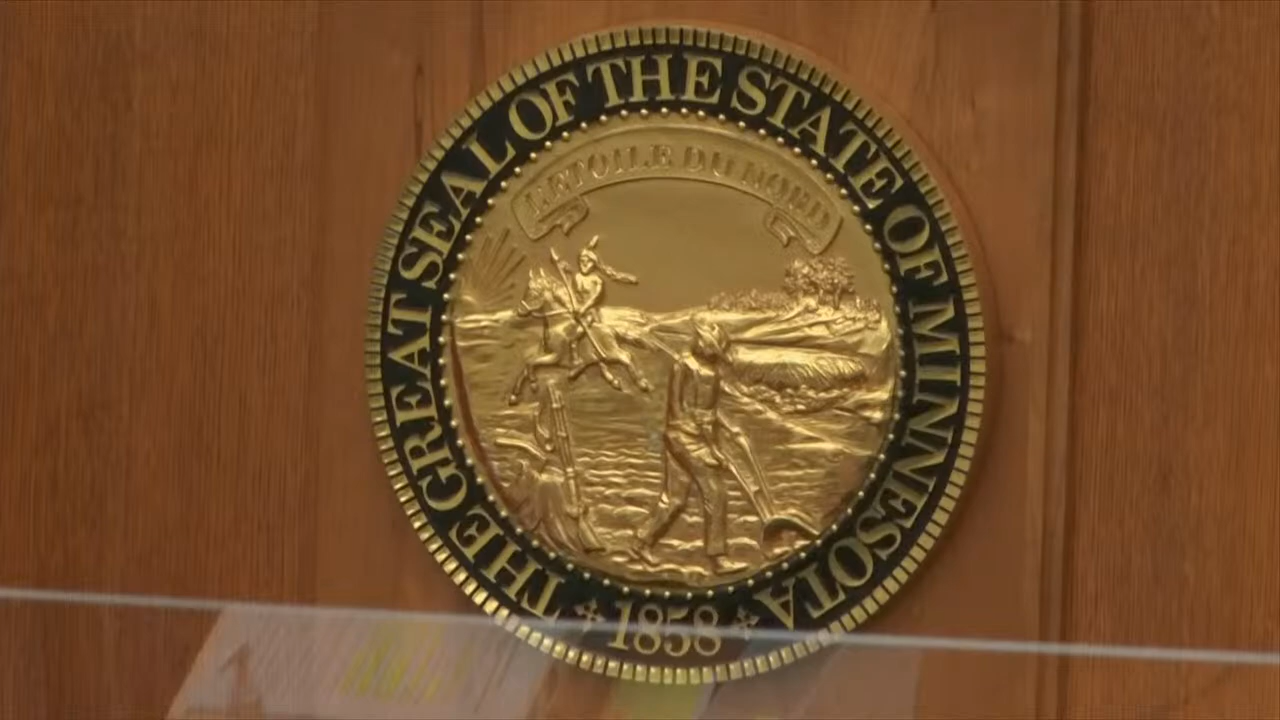 THE GREAT SEAL OF THE STATE OF MINNESOTA
L'ETOILE DU NORD
1858